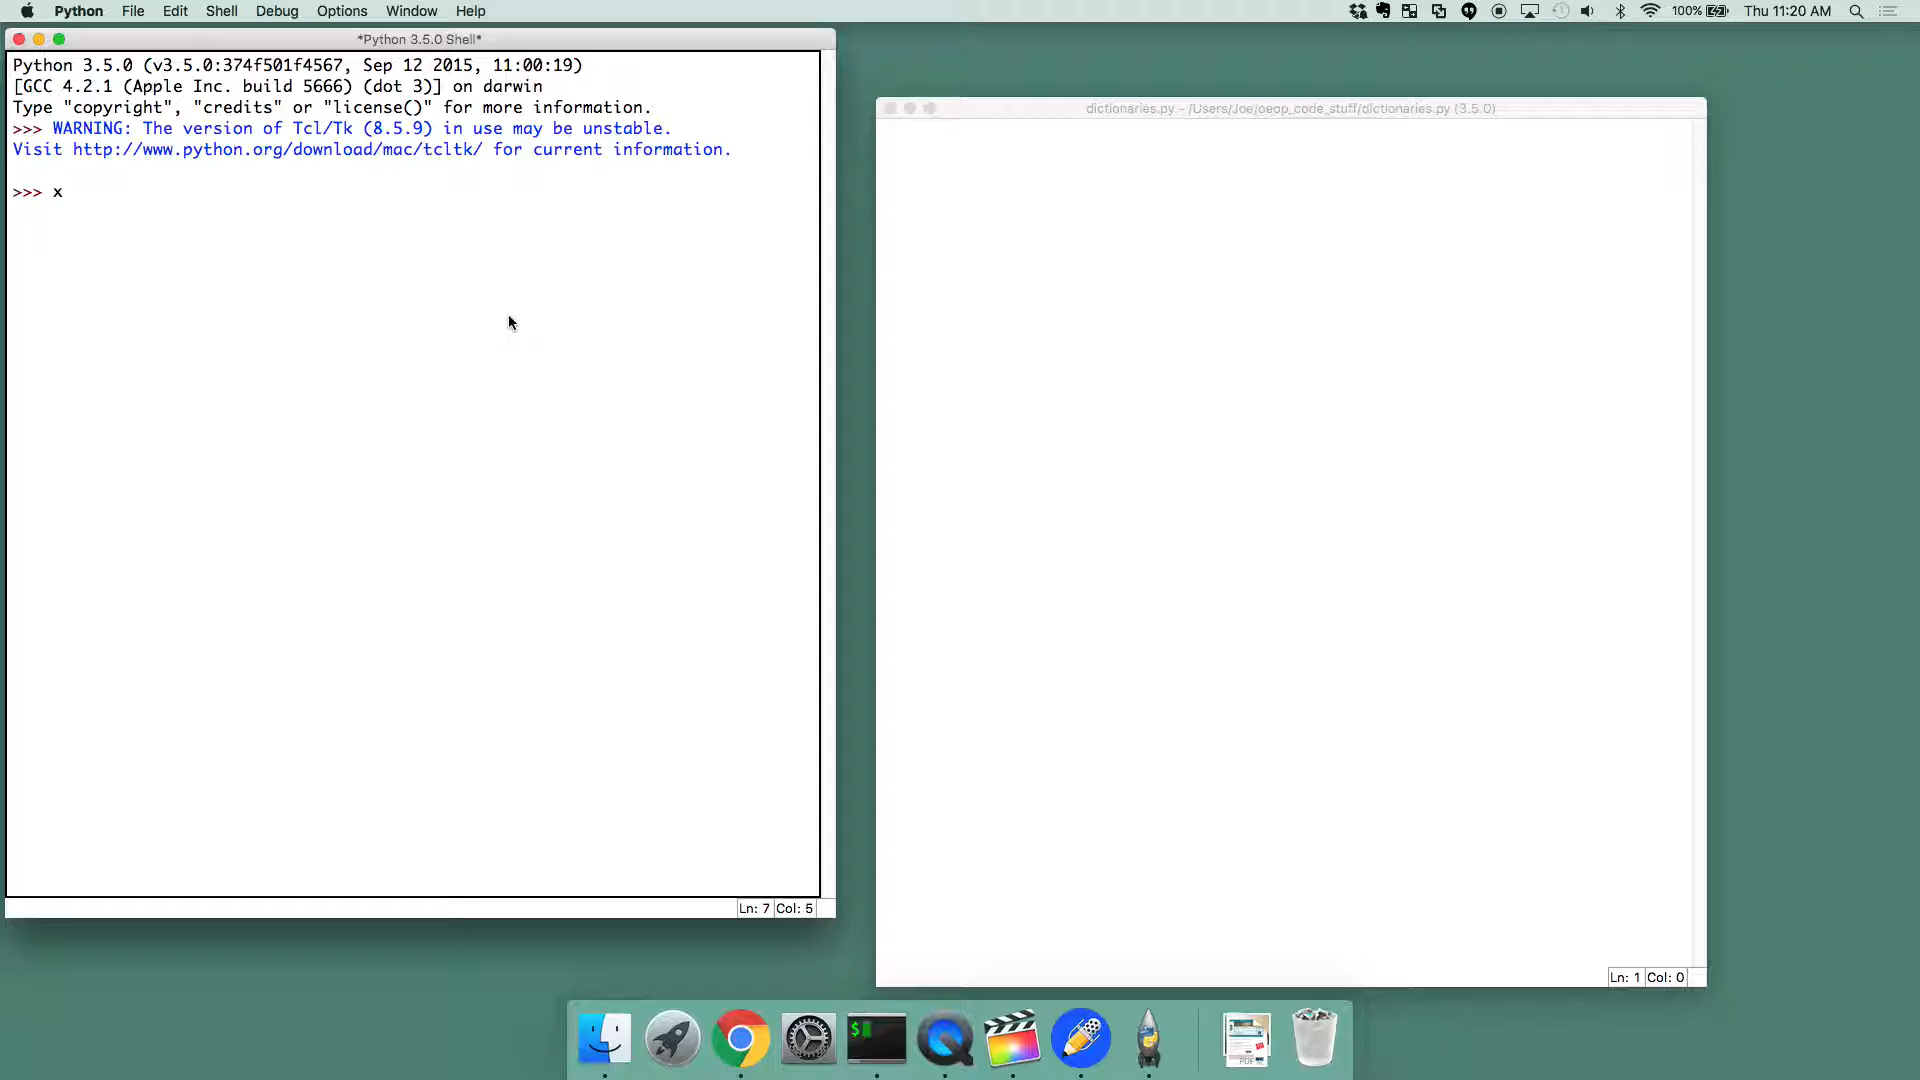 Python File Edit Shell Debug Options Window Help
100% Thu 11:20 AM
*Python 3.5.0 Shell*
Python 3.5.0 (v3.5.0:374f501f4567, Sep 12 2015, 11:00:19)
[GCC 4.2.1 (Apple Inc. build 5666) (dot 3)] on darwin
Type "copyright", "credits" or "license()" for more information.
>>> WARNING: The version of Tcl/Tk (8.5.9) in use may be unstable.
Visit http://www.python.org/download/mac/tcltk/ for current information.
>>> x
Ln: 7 Col: 5
dictionaries.py - /Users/Joe/oeop_code_stuff/dictionaries.py (3.5.0)
Ln: 1 Col: 0
$
PDF